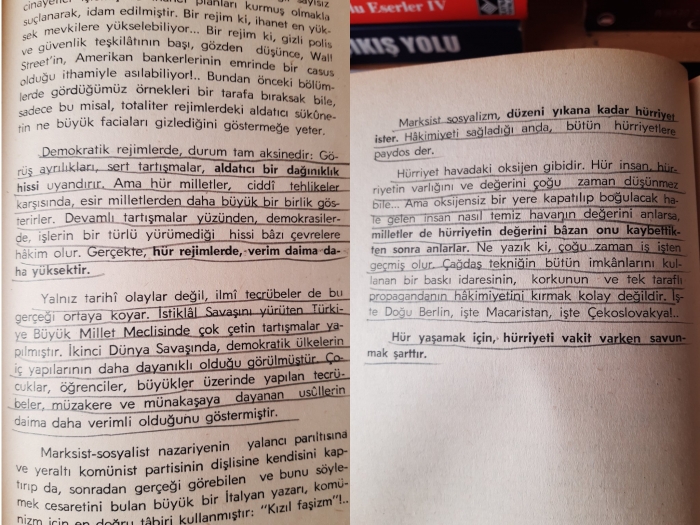 sayısız
cinayetler işlemek planları kurmuş olmakla
suçlanarak, idam edilmiştir. Bir rejim ki, ihanet en yük-
sek mevkilere yükselebiliyor... Bir rejim ki, gizli polis
ve güvenlik teşkilâtının başı, gözden düşünce, Wall
Street'in, Amerikan bankerlerinin emrinde bir casus
olduğu ithamiyle asılabiliyor!.. Bundan önceki bölüm-
lerde gördüğümüz örnekleri bir tarafa bıraksak bile,
sadece bu misal, totaliter rejimlerdeki aldatıcı sükûne-
tin ne büyük facialar gizlediğini göstermeğe yeter.
Demokratik rejimlerde, durum tam aksinedir: Gö-
rüş ayrılıkları, sert tartışmalar, aldatıcı bir dağınıklık
hissi uyandırır. Ama hür milletler, ciddî tehlikeler
karşısında, esir milletlerden daha büyük bir birlik gös-
terirler. Devamlı tartışmalar yüzünden, demokrasiler-
de, işlerin bir türlü yürümediği hissi bâzı çevrelere
hâkim olur. Gerçekte, hür rejimlerde, verim daima da-
ha yüksektir.
Yalnız tarihî olaylar değil, ilmî tecrübeler de bu
gerçeği ortaya koyar. İstiklâl Savaşını yürüten Türki-
ye Büyük Millet Meclisinde çok çetin tartışmalar ya-
pılmıştır. İkinci Dünya Savaşında, demokratik ülkelerin
iç yapılarının daha dayanıklı olduğu görülmüştür. Ço-
cuklar, öğrenciler, büyükler üzerinde yapılan tecrü-
beler, müzakere ve münakaşaya dayanan usûllerin
daima daha verimli olduğunu göstermiştir.
Marksist-sosyalist nazariyenin yalancı parıltısına
ve yeraltı komünist partisinin dişlisine kendisini kap-
tırıp da, sonradan gerçeği görebilen ve bunu söyle-
mek cesaretini bulan büyük bir İtalyan yazarı, komü-
nizm için en doğru tâbiri kullanmıştır: "Kızıl faşizm"!..
lu Eserler IV
IKIŞ YOLU
Marksist sosyalizm, düzeni yıkana kadar hürriyet
ister. Hâkimiyeti sağladığı anda, bütün hürriyetlere
paydos der.
Hürriyet havadaki oksijen gibidir. Hür insan, hür-
riyetin varlığını ve değerini çoğu zaman düşünmez
bile... Ama oksijensiz bir yere kapatılıp boğulacak ha-
le gelen insan nasıl temiz havanın değerini anlarsa,
milletler de hürriyetin değerini bâzan onu kaybettik-
ten sonra anlarlar. Ne yazık ki, çoğu zaman iş işten
geçmiş olur. Çağdaş tekniğin bütün imkânlarını kul-
lanan bir baskı idaresinin, korkunun ve tek taraflı
propagandanın hâkimiyetini kırmak kolay değildir. İş-
te Doğu Berlin, işte Macaristan, işte Çekoslovakya!..
Hür yaşamak için, hürriyeti vakit varken savun-
mak şarttır.